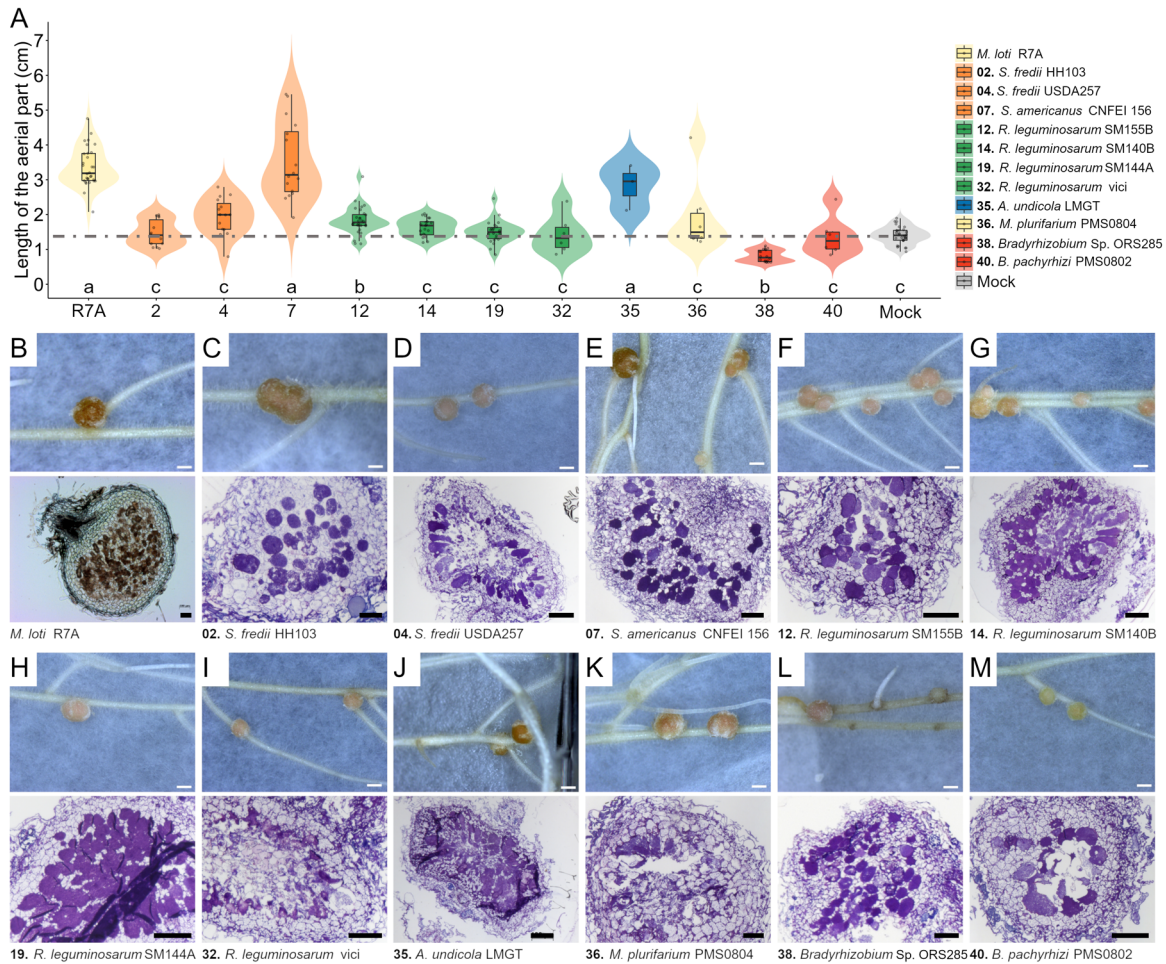 A
Length of the aerial part (cm)
7
6
5
4
3
2
1
0
a c c a b c c c a c b c c
R7A 2 4 7 12 14 19 32 35 36 38 40 Mock
M. loti R7A
02. S. fredii HH103
04. S. fredii USDA257
07. S. americanus CNFEI 156
12. R. leguminosarum SM155B
14. R. leguminosarum SM140B
19. R. leguminosarum SM144A
32. R. leguminosarum vici
35. A. undicola LMGT
36. M. plurifarium PMS0804
38. Bradyrhizobium Sp. ORS285
40. B. pachyrhizi PMS0802
Mock
B C D E F G
M. loti R7A 02. S. fredii HH103 04. S. fredii USDA257 07. S. americanus CNFEI 156 12. R. leguminosarum SM155B 14. R. leguminosarum SM140B
H I J K L M
19. R. leguminosarum SM144A 32. R. leguminosarum vici 35. A. undicola LMGT 36. M. plurifarium PMS0804 38. Bradyrhizobium Sp. ORS285 40. B. pachyrhizi PMS0802